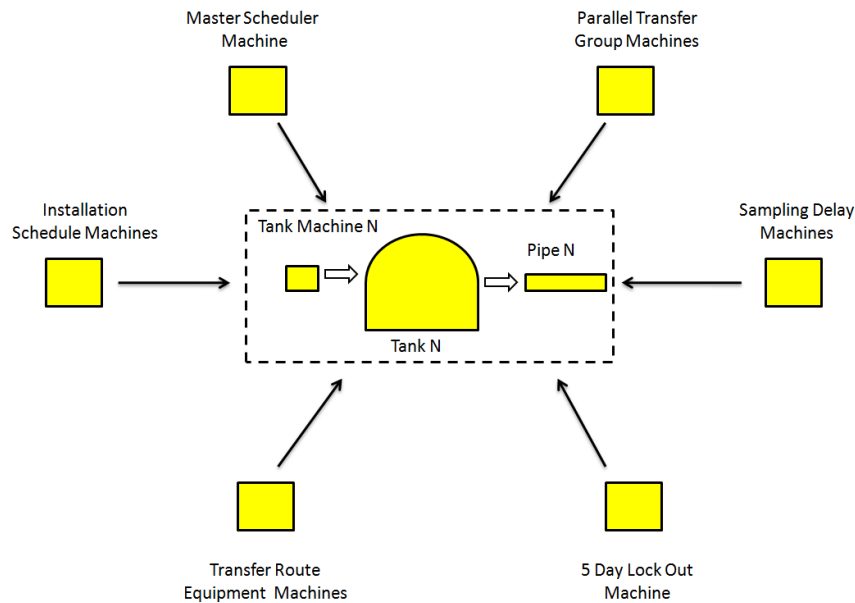 Master Scheduler
Machine
Parallel Transfer
Group Machines
Installation
Schedule Machines
Tank Machine N
Pipe N
Tank N
Sampling Delay
Machines
Transfer Route
Equipment Machines
5 Day Lock Out
Machine